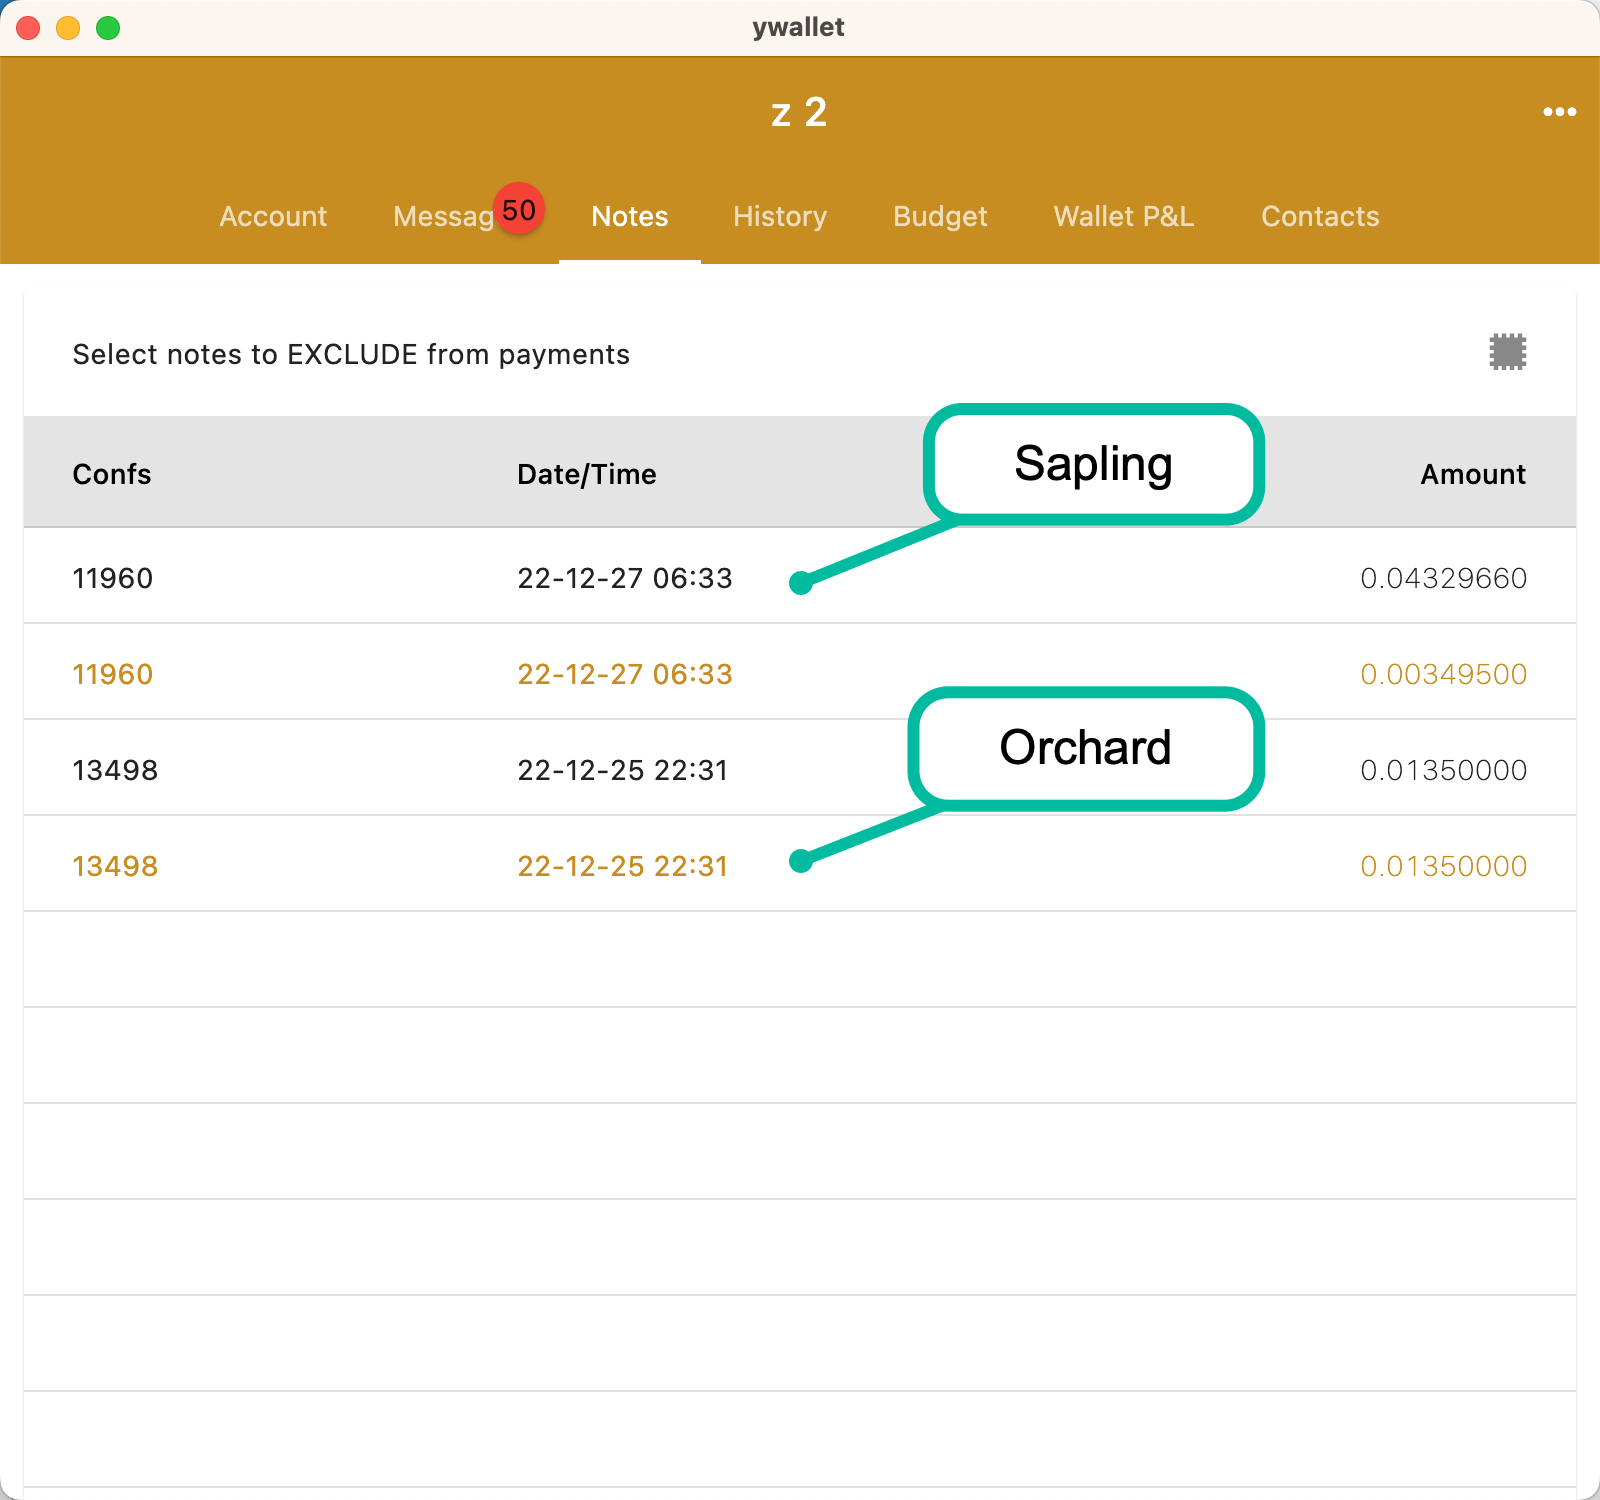 ywallet
z 2
Account Messag 50 Notes History Budget Wallet P&L Contacts
Select notes to EXCLUDE from payments
Sapling
Confs Date/Time Amount
11960 22-12-27 06:33 0.04329660
11960 22-12-27 06:33 0.00349500
Orchard
13498 22-12-25 22:31 0.01350000
13498 22-12-25 22:31 0.01350000